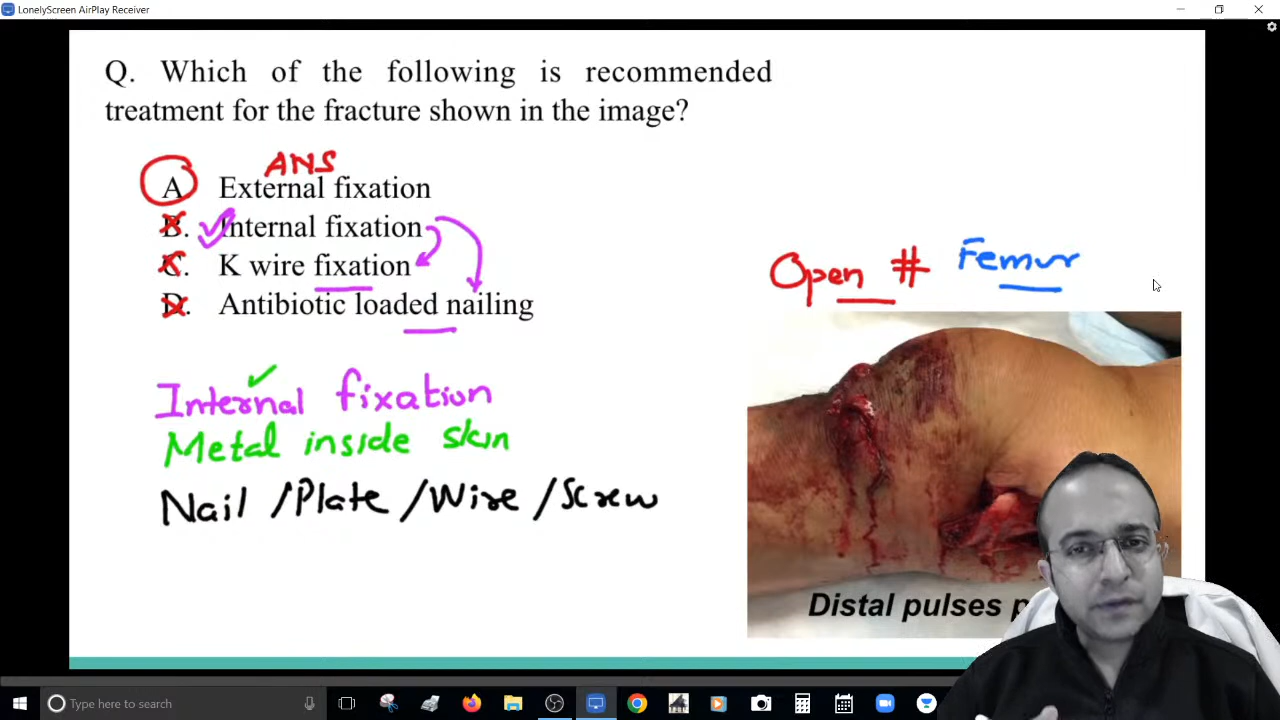 LonelyScreen AirPlay Receiver
Q. Which of the following is recommended
treatment for the fracture shown in the image?
ANS
A External fixation
B. Internal fixation
C. K wire fixation
D. Antibiotic loaded nailing
Open # Femur
Internal fixation
Metal inside skin
Nail / Plate / Wire / Screw
Distal pulses p
Type here to search